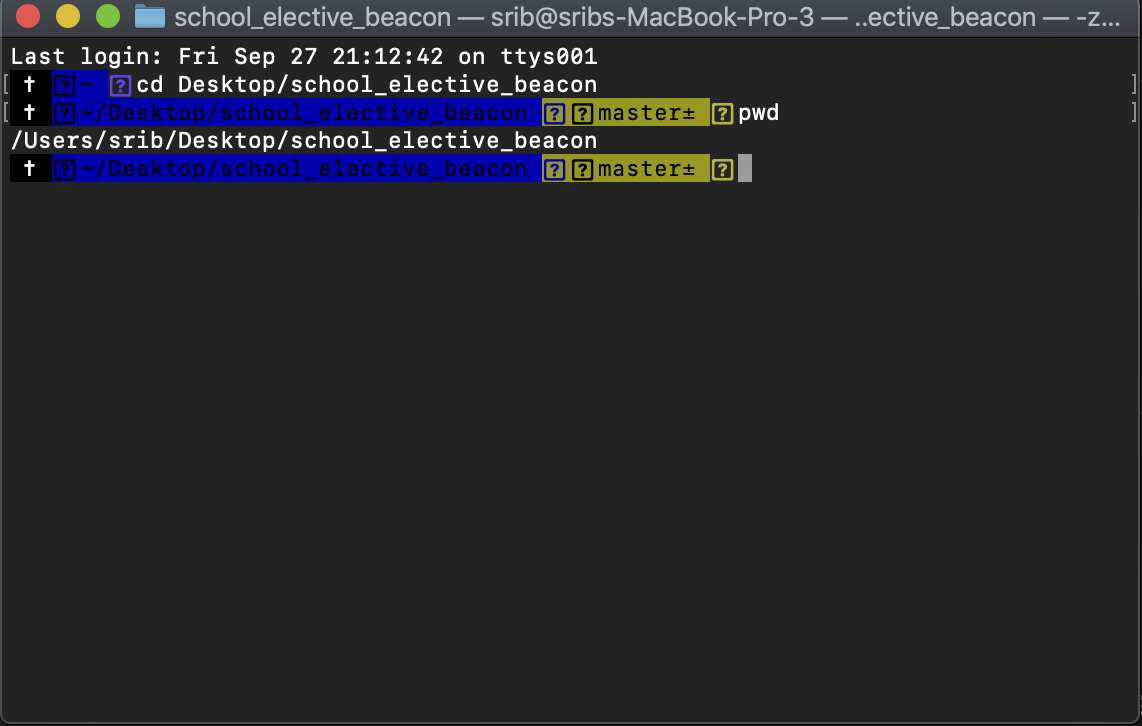 school_elective_beacon — srib@sribs-MacBook-Pro-3 — ..ective_beacon — -z...
Last login: Fri Sep 27 21:12:42 on ttys001
[ † ? ~ ? cd Desktop/school_elective_beacon ]
[ † ? ~/Desktop/school_elective_beacon ? ? master± ? pwd ]
/Users/srib/Desktop/school_elective_beacon
† ? ~/Desktop/school_elective_beacon ? ? master± ?